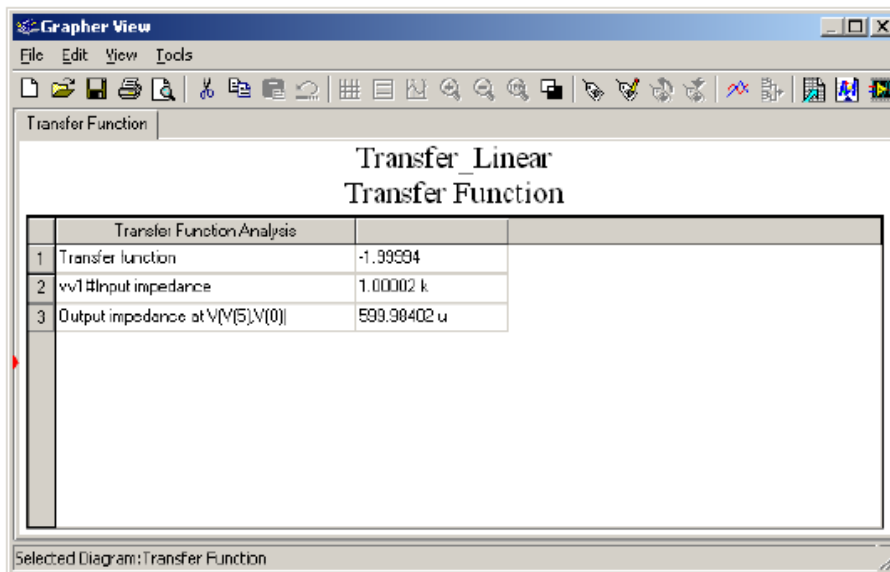 Grapher View
File Edit View Tools
Transfer Function
Transfer_Linear
Transfer Function
Transfer Function Analysis
1 Transfer function -1.99994
2 vv1#Input impedance 1.00002 k
3 Output impedance at V(V(5),V(0)) 599.98402 u
Selected Diagram:Transfer Function